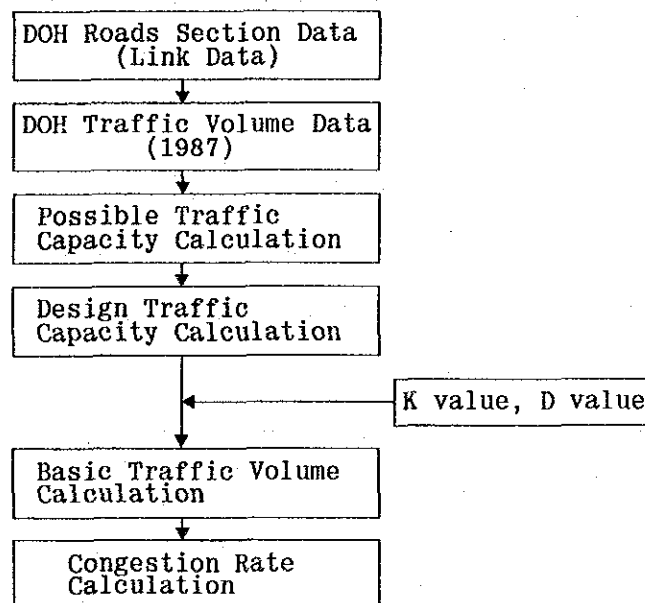 DOH Roads Section Data
(Link Data)
DOH Traffic Volume Data
(1987)
Possible Traffic
Capacity Calculation
Design Traffic
Capacity Calculation
K value, D value
Basic Traffic Volume
Calculation
Congestion Rate
Calculation